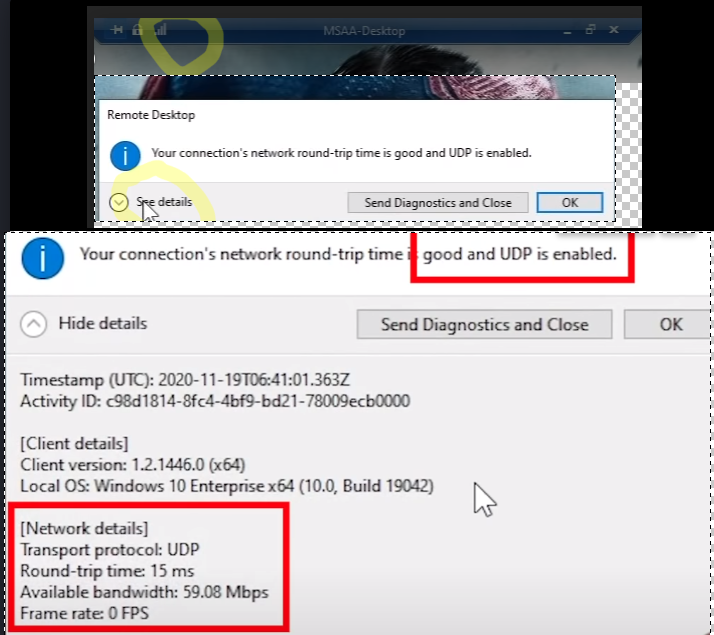 MSAA-Desktop
Remote Desktop
Your connection's network round-trip time is good and UDP is enabled.
See details
Send Diagnostics and Close
OK
Your connection's network round-trip time is good and UDP is enabled.
Hide details
Send Diagnostics and Close
OK
Timestamp (UTC): 2020-11-19T06:41:01.363Z
Activity ID: c98d1814-8fc4-4bf9-bd21-78009ecb0000
[Client details]
Client version: 1.2.1446.0 (x64)
Local OS: Windows 10 Enterprise x64 (10.0, Build 19042)
[Network details]
Transport protocol: UDP
Round-trip time: 15 ms
Available bandwidth: 59.08 Mbps
Frame rate: 0 FPS